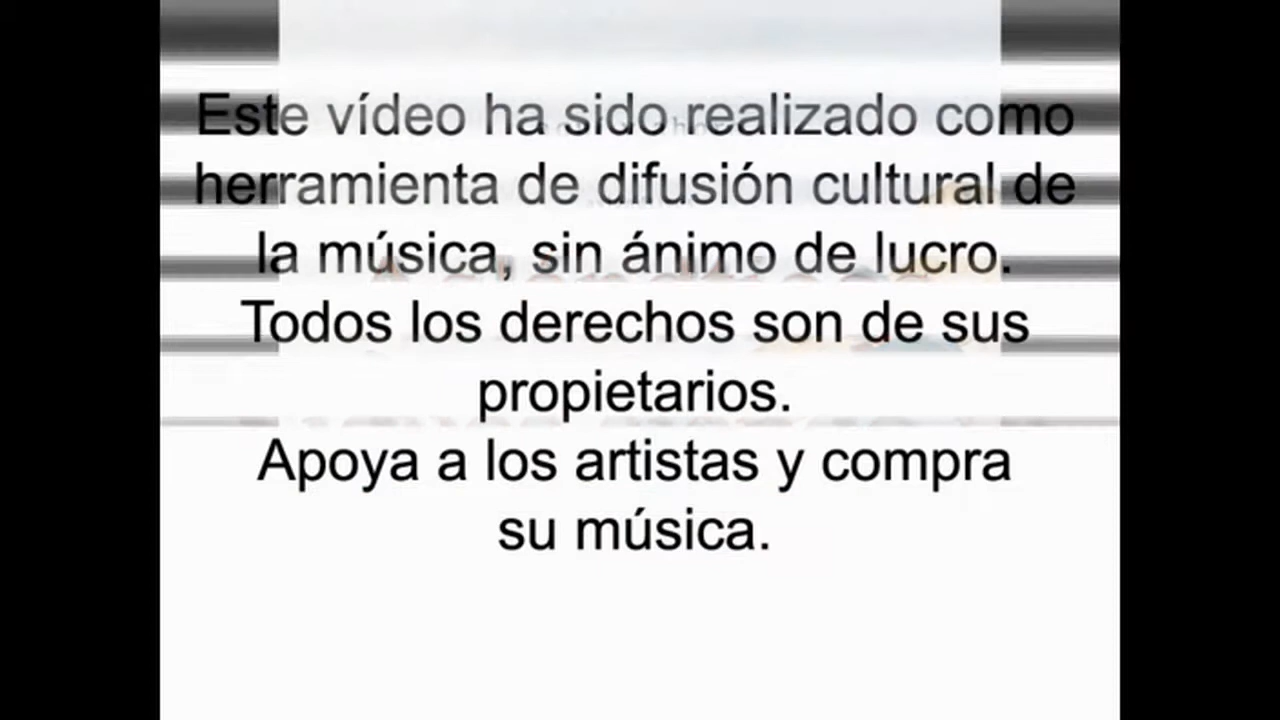 Este vídeo ha sido realizado como
herramienta de difusión cultural de
la música, sin ánimo de lucro.
Todos los derechos son de sus
propietarios.
Apoya a los artistas y compra
su música.